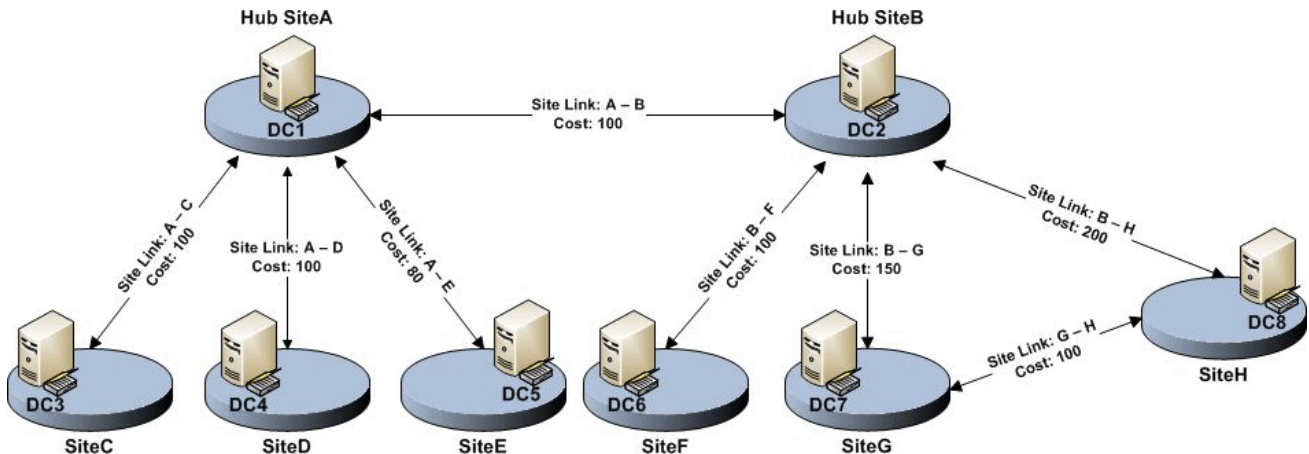 Hub SiteA
Hub SiteB
DC1
Site Link: A – B
Cost: 100
DC2
Site Link: A – C
Cost: 100
Site Link: A – D
Cost: 100
Site Link: A – E
Cost: 80
Site Link: B – F
Cost: 100
Site Link: B – G
Cost: 150
Site Link: B – H
Cost: 200
Site Link: G – H
Cost: 100
DC8
SiteH
DC3
DC4
DC5
DC6
DC7
SiteC
SiteD
SiteE
SiteF
SiteG